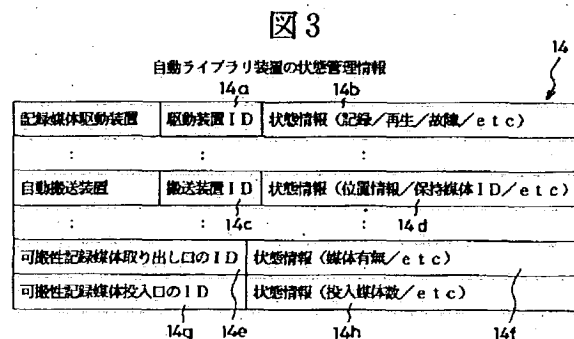 図3
14
自動ライブラリ装置の状態管理情報
14a 14b
記録媒体駆動装置 駆動装置ID 状態情報(記録/再生/故障/etc)
: : :
自動搬送装置 搬送装置ID 状態情報(位置情報/保持媒体ID/etc)
: 14c : 14d
可搬性記録媒体取り出し口のID 状態情報(媒体有無/etc)
可搬性記録媒体投入口のID 状態情報(投入媒体数/etc)
14g 14e 14h 14f